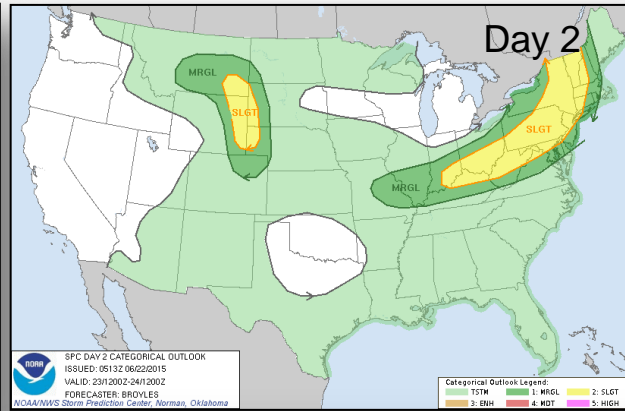 Day 2
MRGL
SLGT
SLGT
MRGL
NOAA
SPC DAY 2 CATEGORICAL OUTLOOK
ISSUED: 0513Z 06/22/2015
VALID: 23/1200Z-24/1200Z
FORECASTER: BROYLES
NOAA/NWS Storm Prediction Center, Norman, Oklahoma
Categorical Outlook Legend:
TSTM 1: MRGL 2: SLGT
3: ENH 4: MDT 5: HIGH